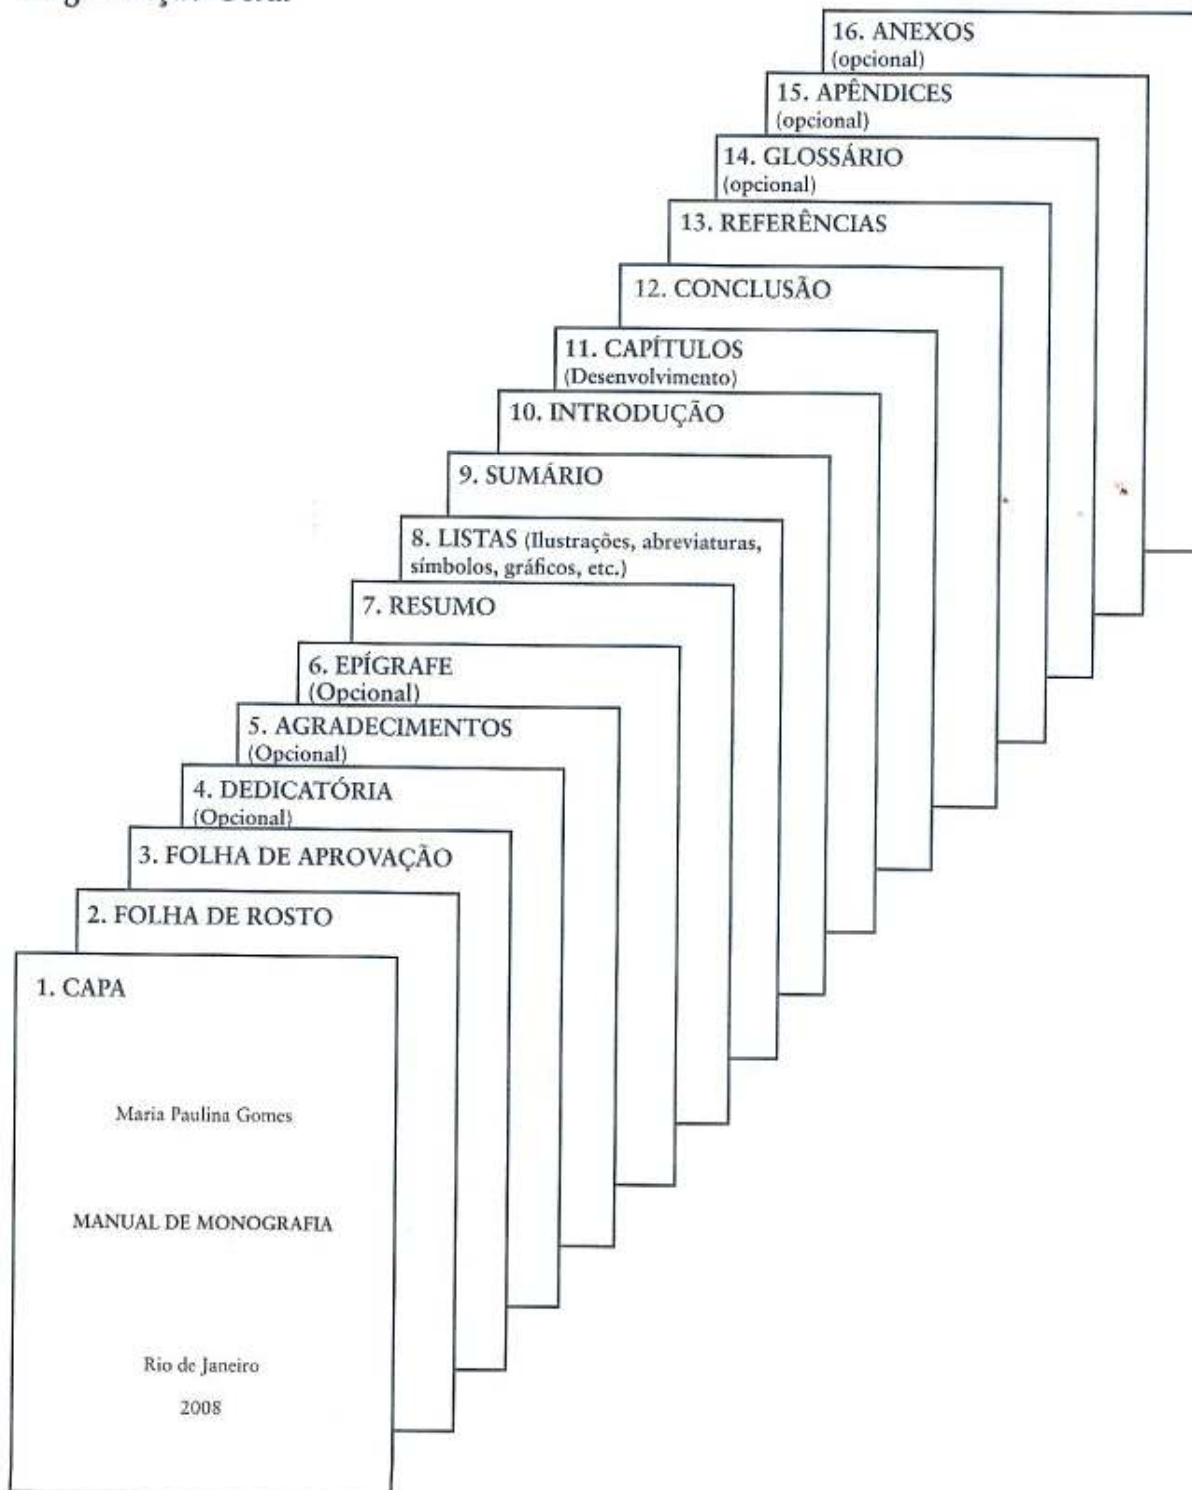 Geral
16. ANEXOS
(opcional)
15. APÊNDICES
(opcional)
14. GLOSSÁRIO
(opcional)
13. REFERÊNCIAS
12. CONCLUSÃO
11. CAPÍTULOS
(Desenvolvimento)
10. INTRODUÇÃO
9. SUMÁRIO
8. LISTAS (Ilustrações, abreviaturas,
símbolos, gráficos, etc.)
7. RESUMO
6. EPÍGRAFE
(Opcional)
5. AGRADECIMENTOS
(Opcional)
4. DEDICATÓRIA
(Opcional)
3. FOLHA DE APROVAÇÃO
2. FOLHA DE ROSTO
1. CAPA
Maria Paulina Gomes
MANUAL DE MONOGRAFIA
Rio de Janeiro
2008